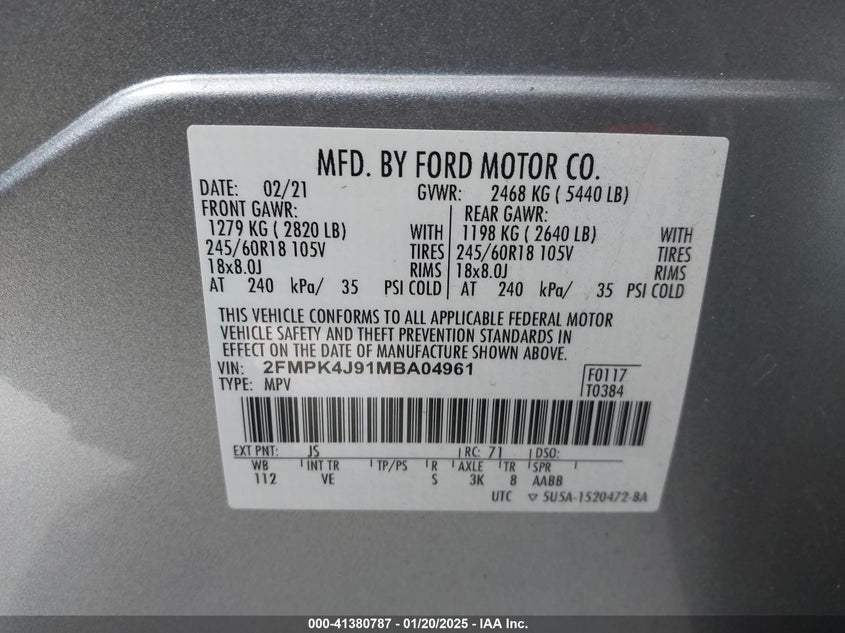 MFD. BY FORD MOTOR CO.
DATE: 02/21 GVWR: 2468 KG ( 5440 LB)
FRONT GAWR: REAR GAWR:
1279 KG ( 2820 LB) WITH 1198 KG ( 2640 LB) WITH
245/60R18 105V TIRES 245/60R18 105V TIRES
18x8.0J RIMS 18x8.0J RIMS
AT 240 kPa/ 35 PSI COLD AT 240 kPa/ 35 PSI COLD
THIS VEHICLE CONFORMS TO ALL APPLICABLE FEDERAL MOTOR
VEHICLE SAFETY AND THEFT PREVENTION STANDARDS IN
EFFECT ON THE DATE OF MANUFACTURE SHOWN ABOVE.
VIN: 2FMPK4J91MBA04961
TYPE: MPV
F0117
T0384
EXT PNT: JS RC: 71 DSO:
WB INT TR TP/PS R AXLE TR SPR
112 VE S 3K 8 AABB
UTC ▽ 5U5A-1520472-BA
000-41380787 — 01/20/2025 — IAA Inc.